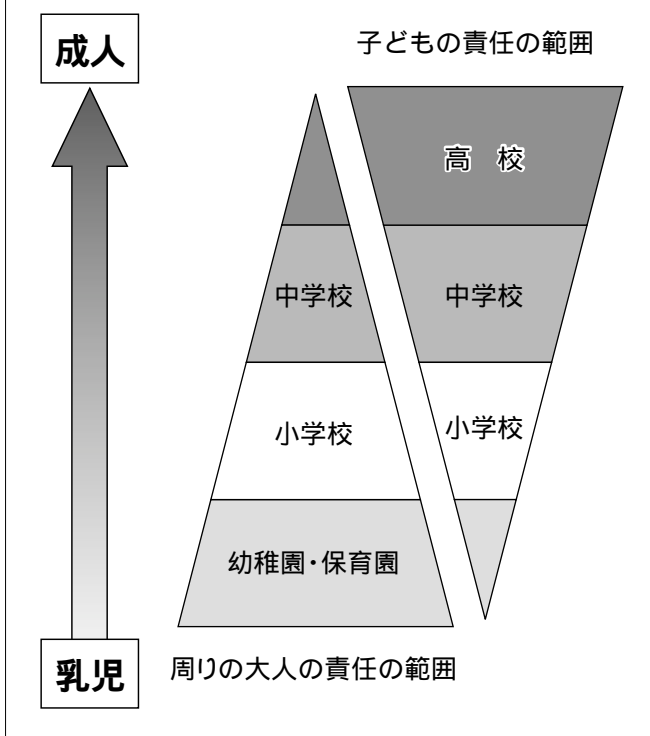 成人
子どもの責任の範囲
高 校
中学校
中学校
小学校
小学校
幼稚園・保育園
乳児
周りの大人の責任の範囲